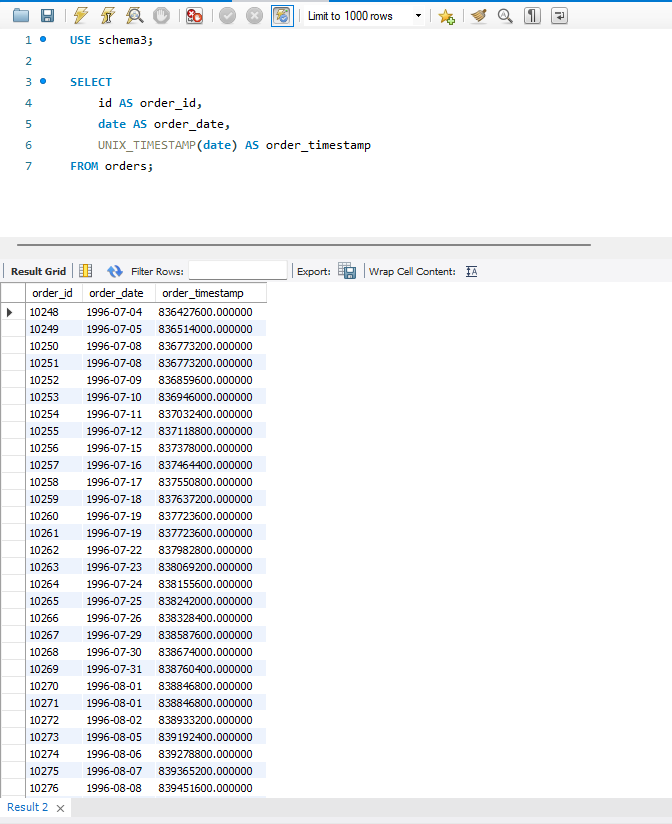 Limit to 1000 rows
1 USE schema3;
2
3 SELECT
4 id AS order_id,
5 date AS order_date,
6 UNIX_TIMESTAMP(date) AS order_timestamp
7 FROM orders;
Result Grid Filter Rows: Export: Wrap Cell Content:
order_id order_date order_timestamp
10248 1996-07-04 836427600.000000
10249 1996-07-05 836514000.000000
10250 1996-07-08 836773200.000000
10251 1996-07-08 836773200.000000
10252 1996-07-09 836859600.000000
10253 1996-07-10 836946000.000000
10254 1996-07-11 837032400.000000
10255 1996-07-12 837118800.000000
10256 1996-07-15 837378000.000000
10257 1996-07-16 837464400.000000
10258 1996-07-17 837550800.000000
10259 1996-07-18 837637200.000000
10260 1996-07-19 837723600.000000
10261 1996-07-19 837723600.000000
10262 1996-07-22 837982800.000000
10263 1996-07-23 838069200.000000
10264 1996-07-24 838155600.000000
10265 1996-07-25 838242000.000000
10266 1996-07-26 838328400.000000
10267 1996-07-29 838587600.000000
10268 1996-07-30 838674000.000000
10269 1996-07-31 838760400.000000
10270 1996-08-01 838846800.000000
10271 1996-08-01 838846800.000000
10272 1996-08-02 838933200.000000
10273 1996-08-05 839192400.000000
10274 1996-08-06 839278800.000000
10275 1996-08-07 839365200.000000
10276 1996-08-08 839451600.000000
Result 2